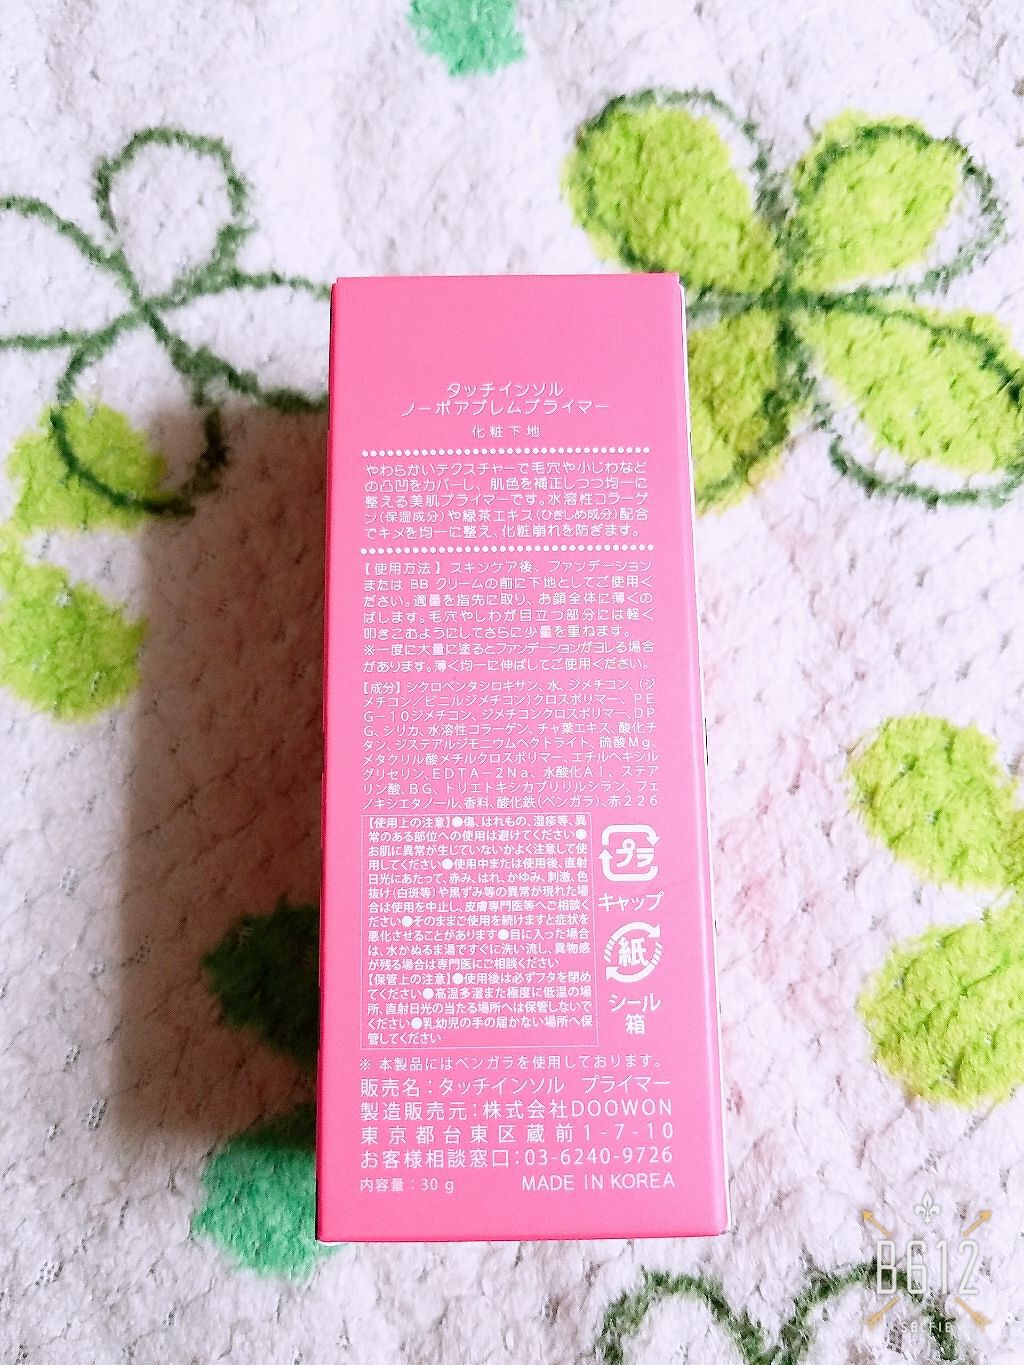 タッチインソル
ノーポアブレムプライマー
化粧下地
やわらかいテクスチャーで毛穴や小じわなど
の凸凹をカバーし、肌色を補正しつつ均一に
整える美肌プライマーです。水溶性コラーゲ
ン(保湿成分)や緑茶エキス(ひきしめ成分)配合
でキメを均一に整え、化粧崩れを防ぎます。
【使用方法】スキンケア後、ファンデーション
または BB クリームの前に下地としてご使用く
ださい。適量を指先に取り、お顔全体に薄くの
ばします。毛穴やしわが目立つ部分には軽く
叩きこむようにしてさらに少量を重ねます。
※一度に大量に塗るとファンデーションがヨレる場合
があります。薄く均一に伸ばしてご使用ください。
【成分】シクロペンタシロキサン、水、ジメチコン、(ジ
メチコン/ビニルジメチコン)クロスポリマー、PE
G-10ジメチコン、ジメチコンクロスポリマー、DP
G、シリカ、水溶性コラーゲン、チャ葉エキス、酸化チ
タン、ジステアルジモニウムヘクトライト、硫酸Mg、
メタクリル酸メチルクロスポリマー、エチルヘキシル
グリセリン、EDTA-2Na、水酸化Al、ステア
リン酸、BG、トリエトキシカプリリルシラン、フェ
ノキシエタノール、香料、酸化鉄(ベンガラ)、赤226
【使用上の注意】●傷、はれもの、湿疹等、異
常のある部位への使用は避けてください●
お肌に異常が生じていないかよく注意して使
用してください●使用中または使用後、直射
日光にあたって、赤み、はれ、かゆみ、刺激、色
抜け(白斑等)や黒ずみ等の異常が現れた場
合は使用を中止し、皮膚専門医等へご相談く
ださい●そのままご使用を続けますと症状を
悪化させることがあります●目に入った場合
は、水かぬるま湯ですぐに洗い流し、異物感
が残る場合は専門医にご相談ください
【保管上の注意】●使用後は必ずフタを閉め
てください●高温多湿また極度に低温の場
所、直射日光の当たる場所へは保管しないで
ください●乳幼児の手の届かない場所へ保
管してください
プラ
キャップ
紙
シール
箱
※ 本製品にはベンガラを使用しております。
販売名:タッチインソル プライマー
製造販売元:株式会社DOOWON
東京都台東区蔵前1-7-10
お客様相談窓口:03-6240-9726
内容量:30 g MADE IN KOREA
B612
SELFIE